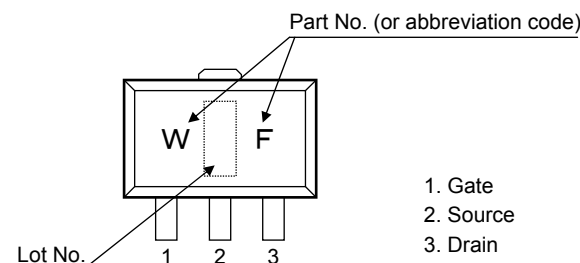 Part No. (or abbreviation code)
W F
1. Gate
2. Source
3. Drain
Lot No.
1 2 3